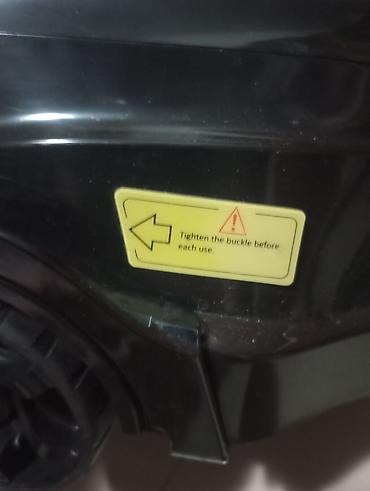 Tighten the buckle before
each use.